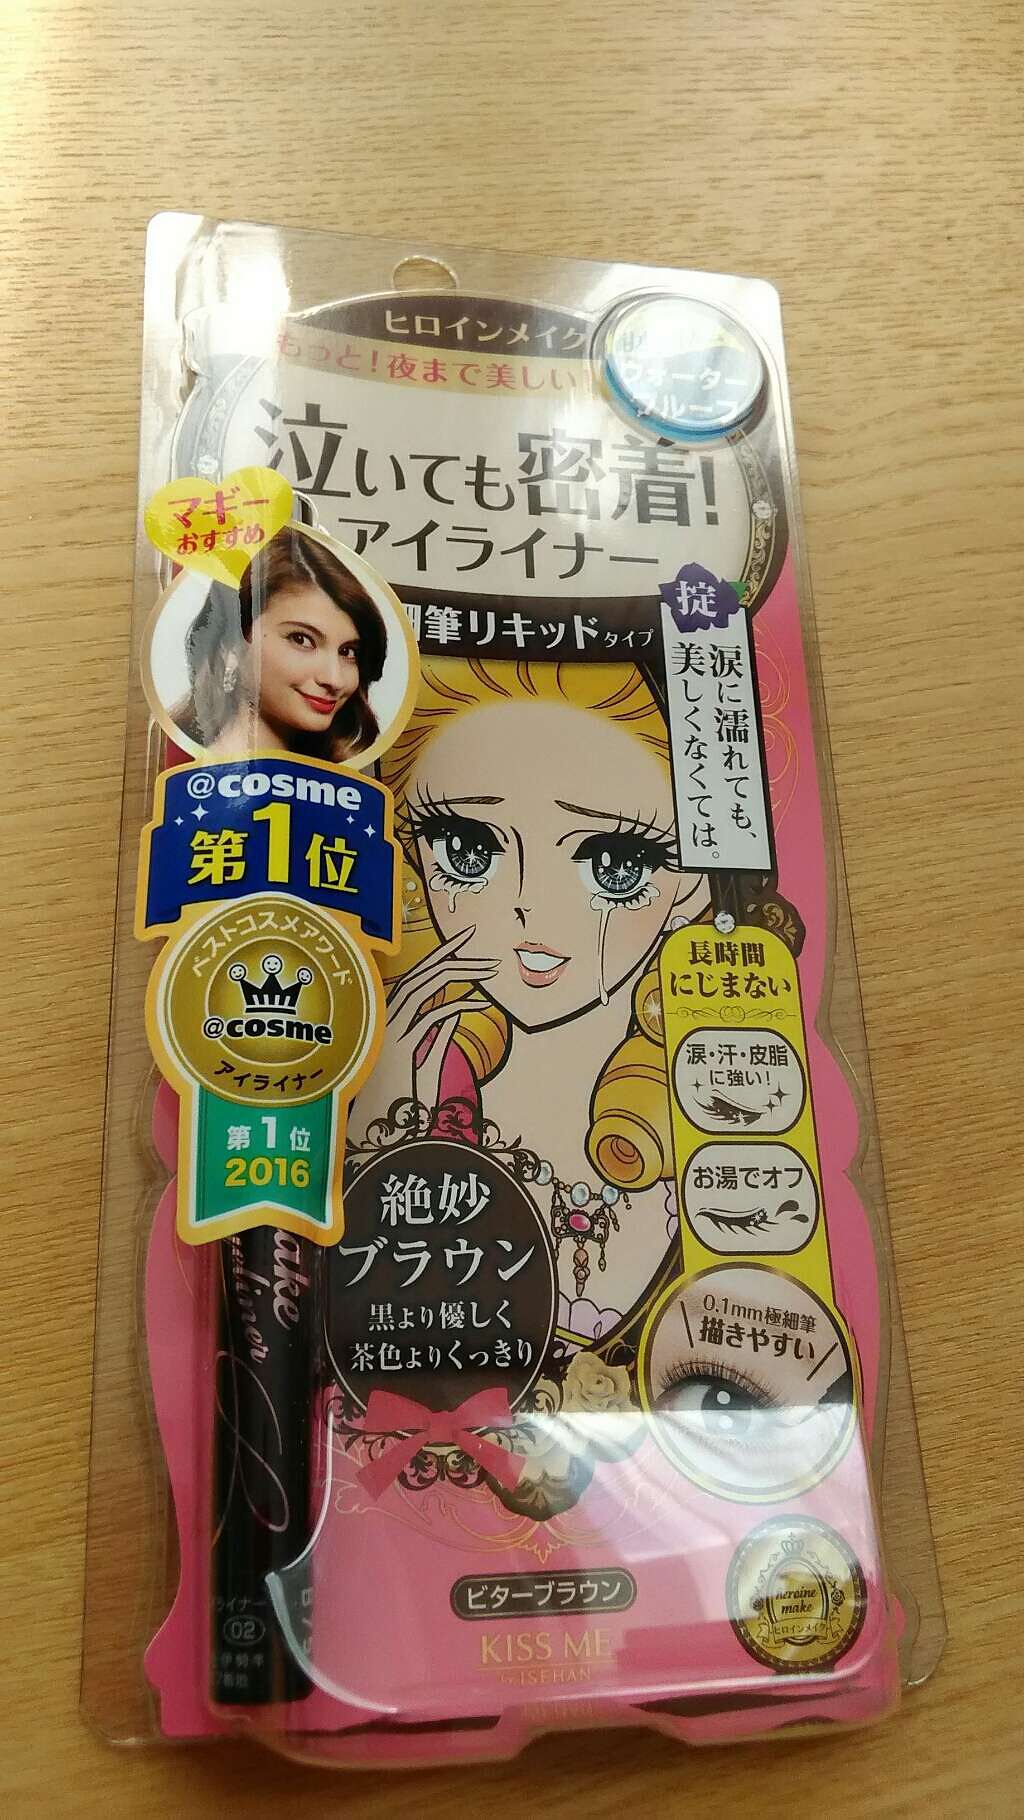 ヒロインメイク
もっと!夜まで美しい
ウォーター
プルーフ
泣いても密着!
アイライナー
マギー
おすすめ
細筆リキッドタイプ
掟
涙に濡れても、
美しくなくては。
@cosme
第1位
ベストコスメアワード
@cosme
アイライナー
第1位
2016
長時間
にじまない
涙・汗・皮脂
に強い!
お湯でオフ
0.1mm極細筆
描きやすい
絶妙
ブラウン
黒より優しく
茶色よりくっきり
ake
liner
ライナー
02
ビターブラウン
KISS ME
by ISEHAN
heroine
make
ヒロインメイク